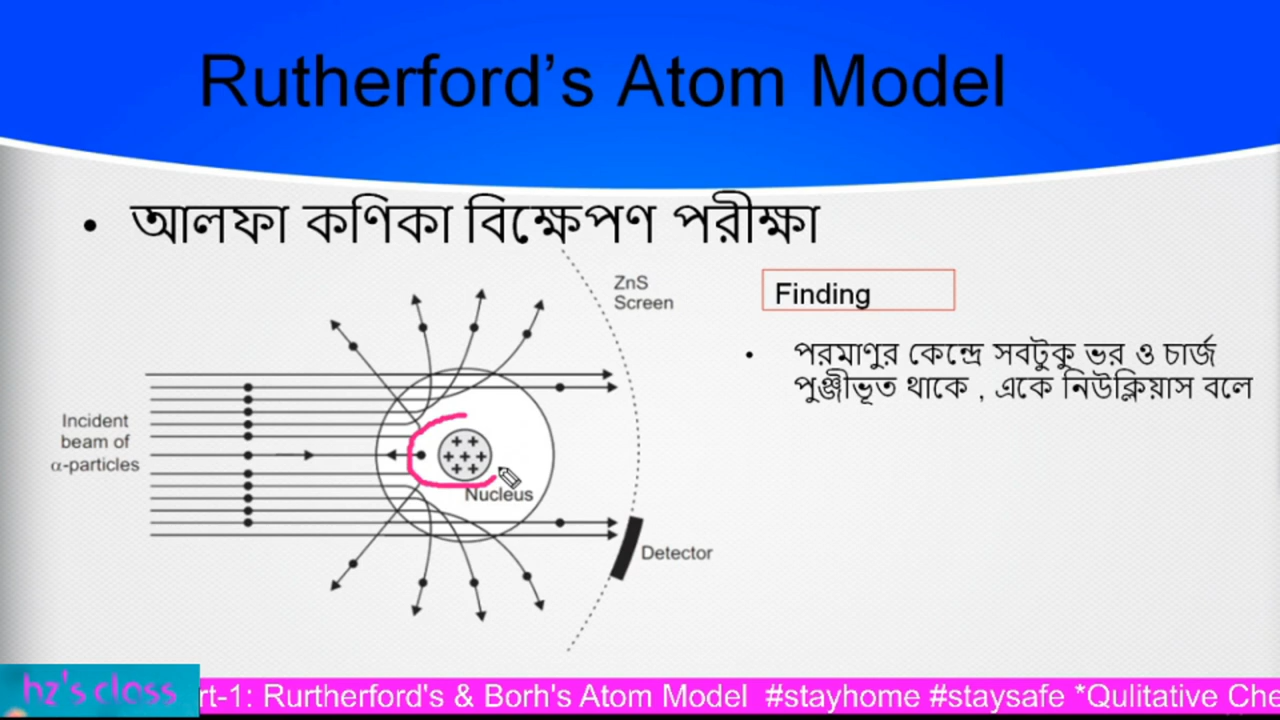 Rutherford's Atom Model
• আলফা কণিকা বিক্ষেপণ পরীক্ষা
ZnS
Screen
Finding
• পরমাণুর কেন্দ্রে সবটুকু ভর ও চার্জ
পুঞ্জীভূত থাকে , একে নিউক্লিয়াস বলে
Incident
beam of
α-particles
+ +
+ + +
+ +
Nucleus
Detector
hz's class
rt-1: Rurtherford's & Borh's Atom Model #stayhome #staysafe *Qulitative Che